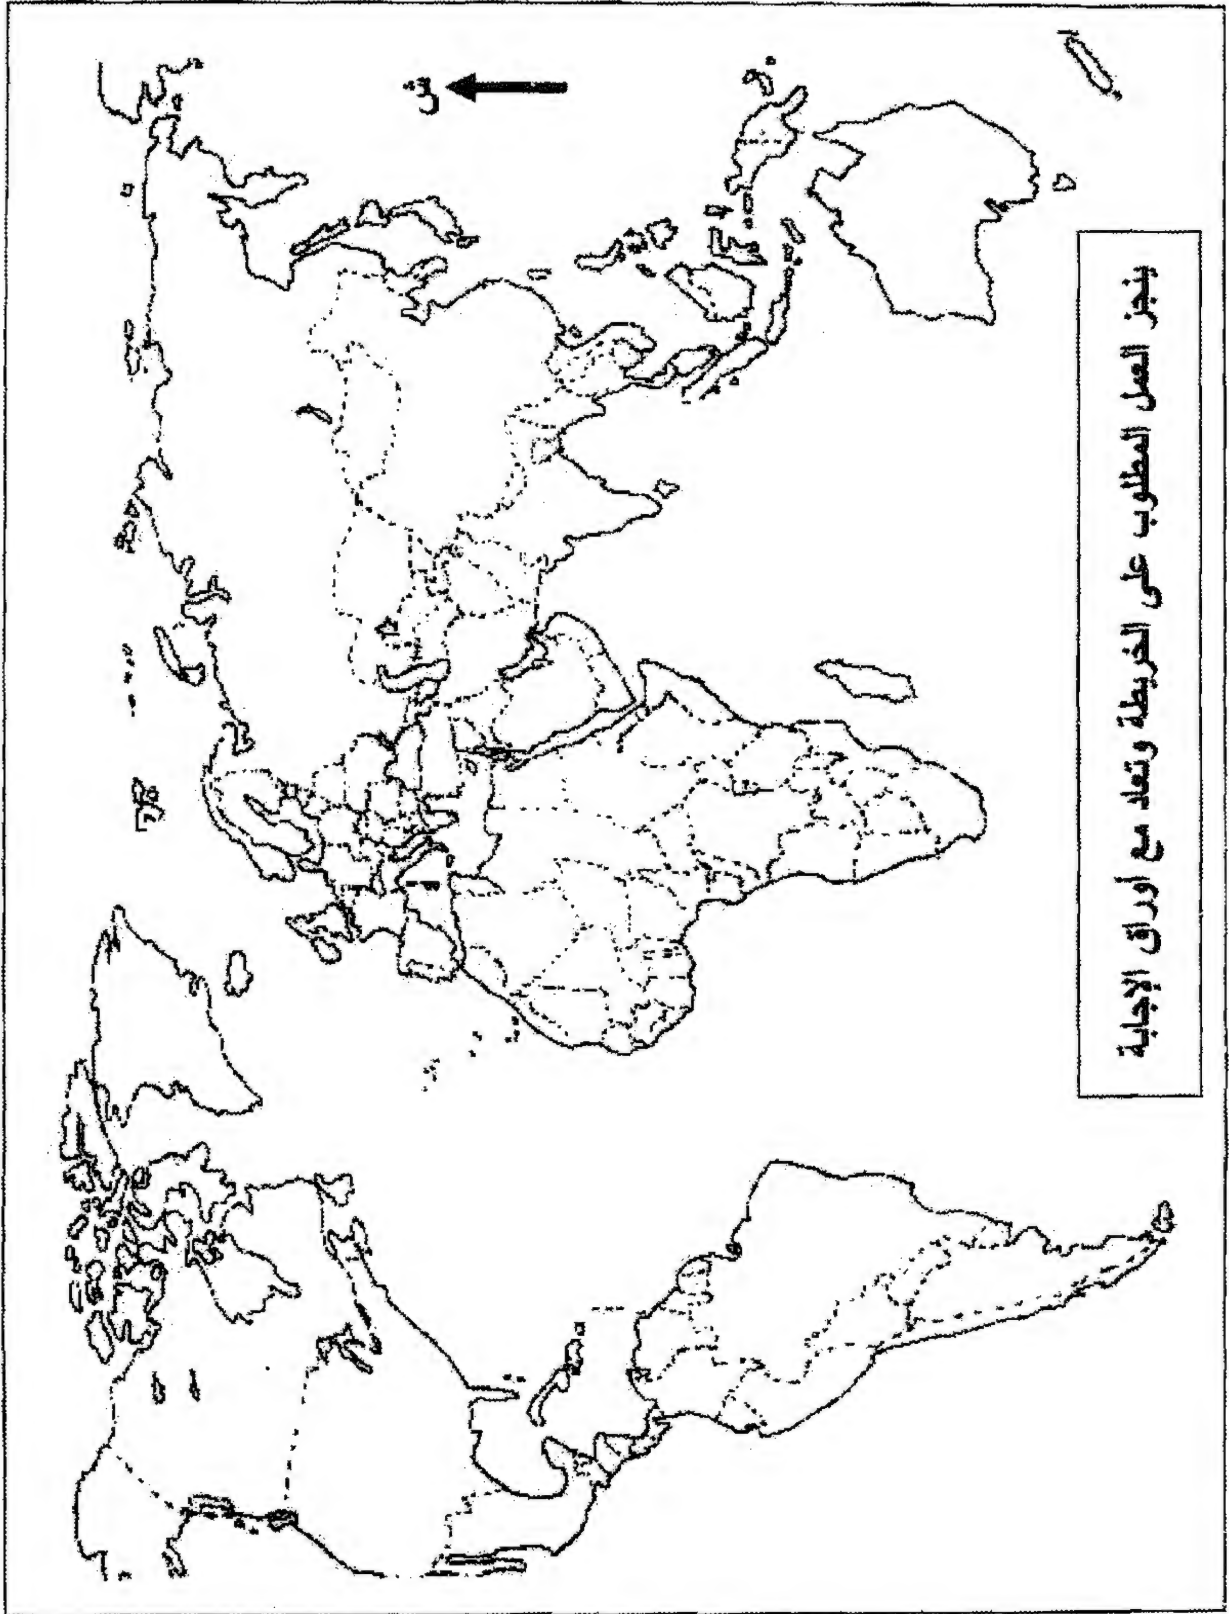 ش
ينجز العمل المطلوب على الخريطة وتعاد مع أوراق الإجابة